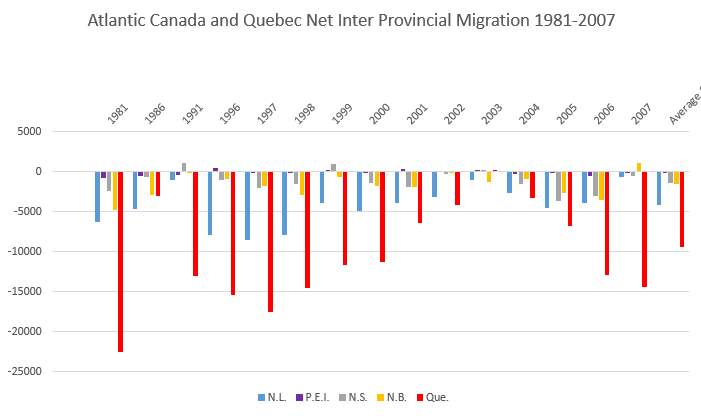 Atlantic Canada and Quebec Net Inter Provincial Migration 1981-2007
1981 1986 1991 1996 1997 1998 1999 2000 2001 2002 2003 2004 2005 2006 2007 Average
5000
0
-5000
-10000
-15000
-20000
-25000
N.L. P.E.I. N.S. N.B. Que.